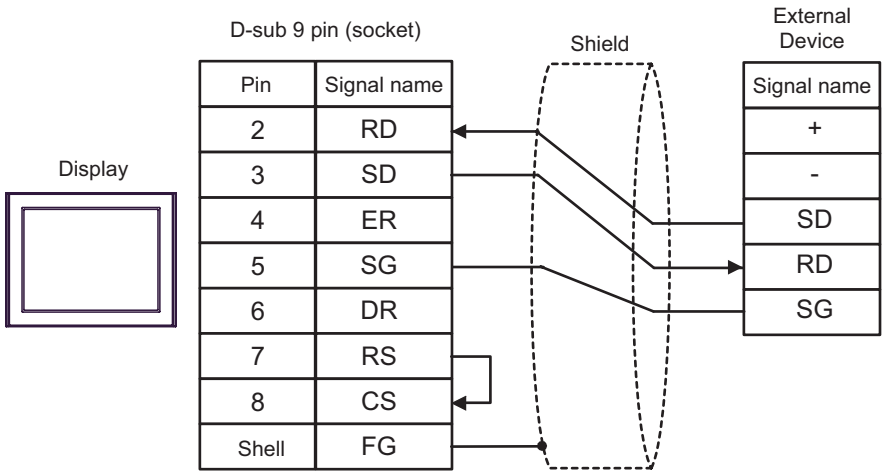 D-sub 9 pin (socket)
Shield
External
Device
Display
Pin Signal name
2 RD
3 SD
4 ER
5 SG
6 DR
7 RS
8 CS
Shell FG
Signal name
+
-
SD
RD
SG